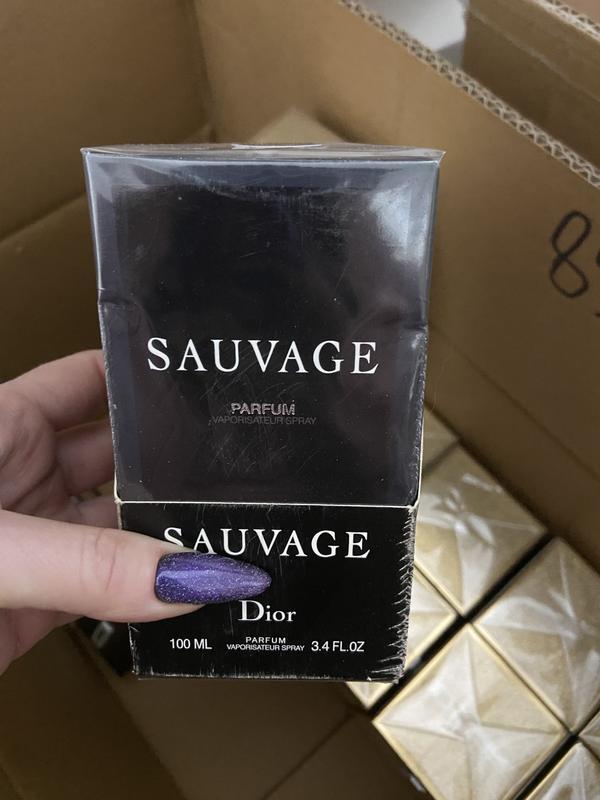 SAUVAGE
PARFUM
VAPORISATEUR SPRAY
SAUVAGE
Dior
100 ML PARFUM VAPORISATEUR SPRAY 3.4 FL.OZ